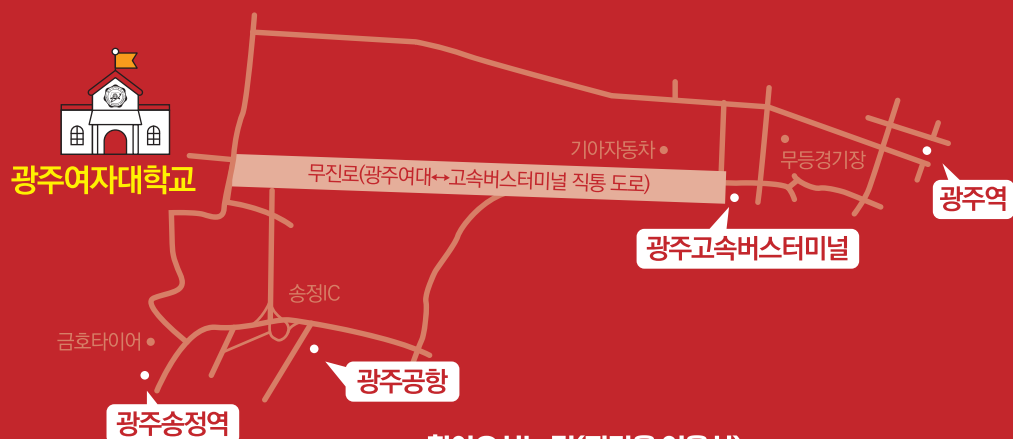 기아자동차
무등경기장
광주여자대학교
무진로(광주여대↔고속버스터미널 직통 도로)
광주역
광주고속버스터미널
송정IC
금호타이어
광주공항
광주송정역